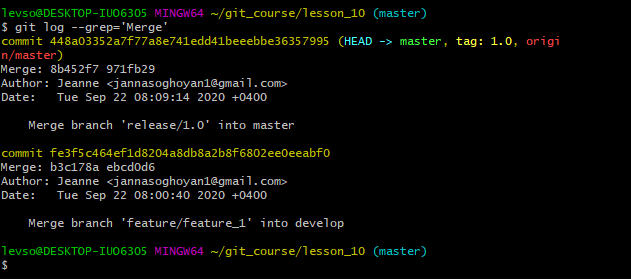 levso@DESKTOP-IUO63O5 MINGW64 ~/git_course/lesson_10 (master)
$ git log --grep='Merge'
commit 448a03352a7f77a8e741edd41beeebbe36357995 (HEAD -> master, tag: 1.0, origi
n/master)
Merge: 8b452f7 971fb29
Author: Jeanne <jannasoghoyan1@gmail.com>
Date:   Tue Sep 22 08:09:14 2020 +0400
    Merge branch 'release/1.0' into master
commit fe3f5c464ef1d8204a8db8a2b8f6802ee0eeabf0
Merge: b3c178a ebcd0d6
Author: Jeanne <jannasoghoyan1@gmail.com>
Date:   Tue Sep 22 08:00:40 2020 +0400
    Merge branch 'feature/feature_1' into develop
levso@DESKTOP-IUO63O5 MINGW64 ~/git_course/lesson_10 (master)
$